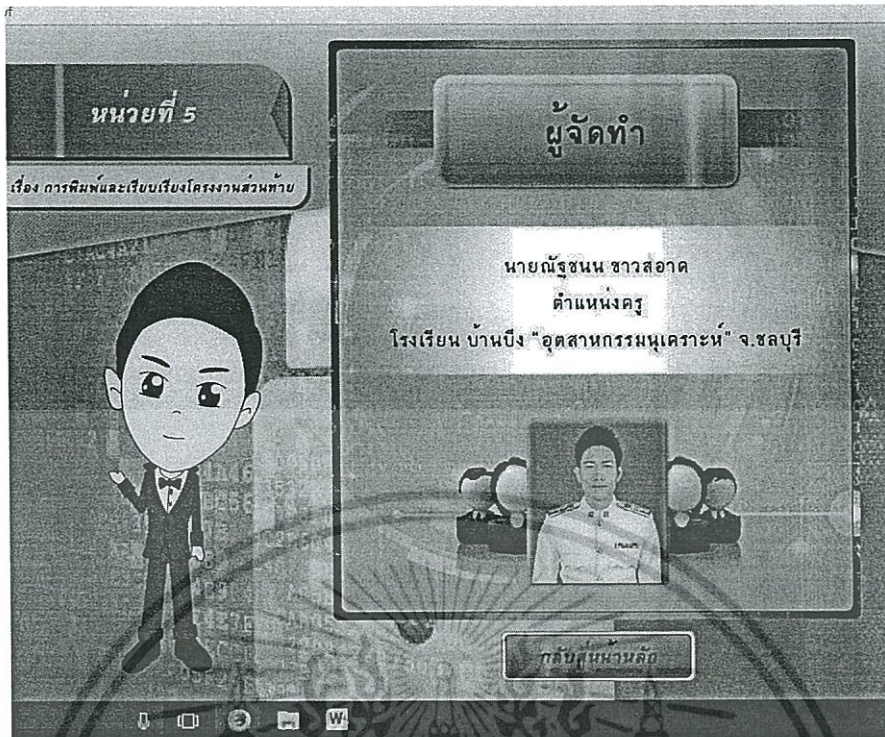 หน่วยที่ 5
เรื่อง การพิมพ์และเรียบเรียงโครงงานส่วนท้าย
ผู้จัดทำ
นายณัฐชนน ขาวสอาด
ตำแหน่งครู
โรงเรียน บ้านบึง "อุตสาหกรรมนุเคราะห์" จ.ชลบุรี
กลับสู่หน้าหลัก
W